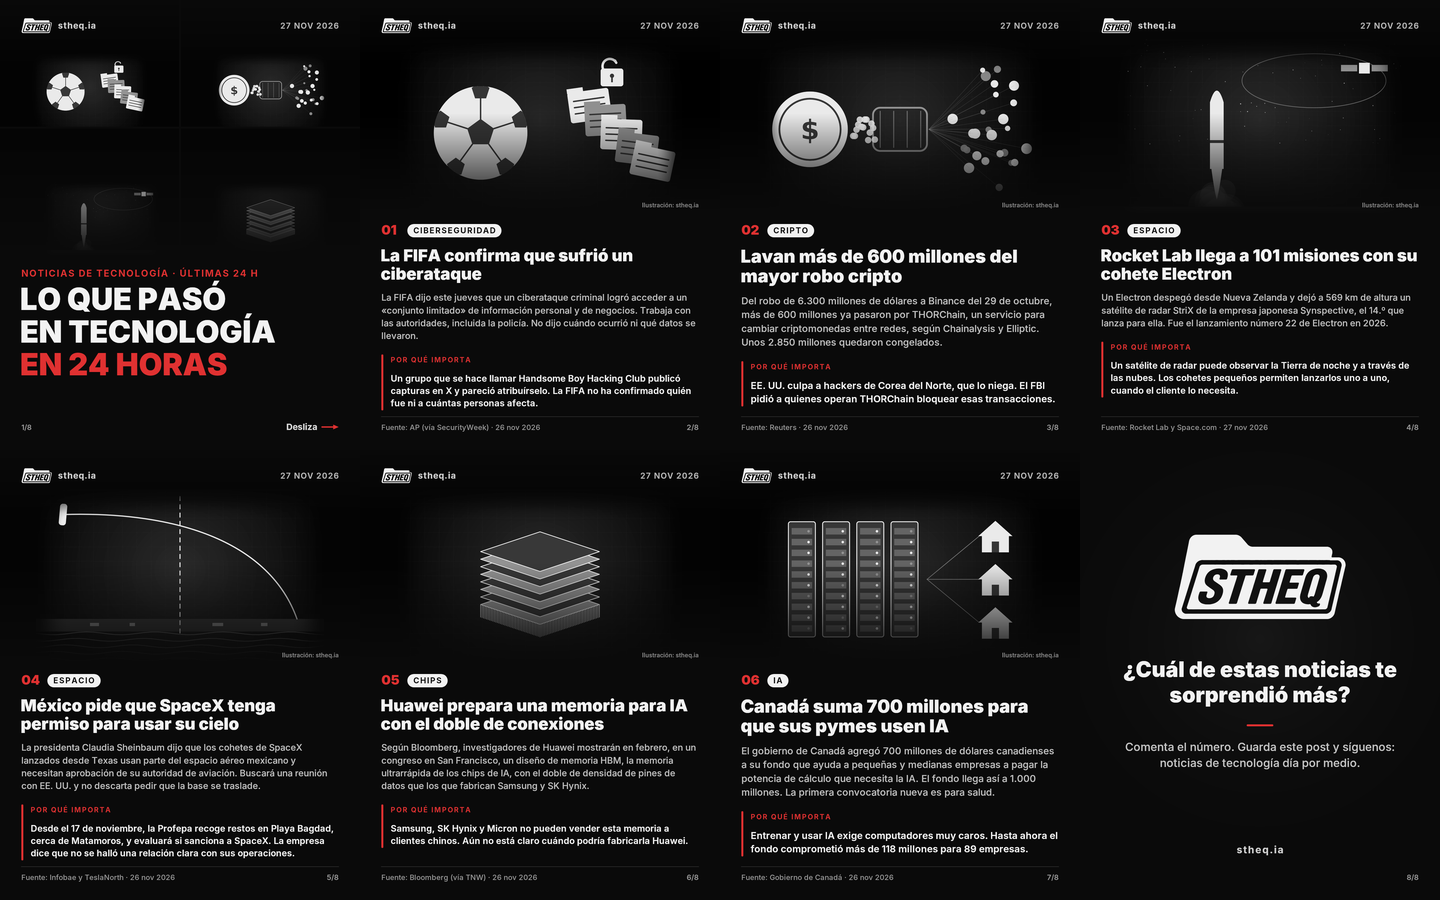 STHEQ stheq.ia 27 NOV 2026
$
NOTICIAS DE TECNOLOGÍA · ÚLTIMAS 24 H
LO QUE PASÓ
EN TECNOLOGÍA
EN 24 HORAS
1/8 Desliza
STHEQ stheq.ia 27 NOV 2026
Ilustración: stheq.ia
01 CIBERSEGURIDAD
La FIFA confirma que sufrió un
ciberataque
La FIFA dijo este jueves que un ciberataque criminal logró acceder a un
«conjunto limitado» de información personal y de negocios. Trabaja con
las autoridades, incluida la policía. No dijo cuándo ocurrió ni qué datos se
llevaron.
POR QUÉ IMPORTA
Un grupo que se hace llamar Handsome Boy Hacking Club publicó
capturas en X y pareció atribuírselo. La FIFA no ha confirmado quién
fue ni a cuántas personas afecta.
Fuente: AP (vía SecurityWeek) · 26 nov 2026 2/8
STHEQ stheq.ia 27 NOV 2026
$
Ilustración: stheq.ia
02 CRIPTO
Lavan más de 600 millones del
mayor robo cripto
Del robo de 6.300 millones de dólares a Binance del 29 de octubre,
más de 600 millones ya pasaron por THORChain, un servicio para
cambiar criptomonedas entre redes, según Chainalysis y Elliptic.
Unos 2.850 millones quedaron congelados.
POR QUÉ IMPORTA
EE. UU. culpa a hackers de Corea del Norte, que lo niega. El FBI
pidió a quienes operan THORChain bloquear esas transacciones.
Fuente: Reuters · 26 nov 2026 3/8
STHEQ stheq.ia 27 NOV 2026
Ilustración: stheq.ia
03 ESPACIO
Rocket Lab llega a 101 misiones con su
cohete Electron
Un Electron despegó desde Nueva Zelanda y dejó a 569 km de altura un
satélite de radar StriX de la empresa japonesa Synspective, el 14.º que
lanza para ella. Fue el lanzamiento número 22 de Electron en 2026.
POR QUÉ IMPORTA
Un satélite de radar puede observar la Tierra de noche y a través de
las nubes. Los cohetes pequeños permiten lanzarlos uno a uno,
cuando el cliente lo necesita.
Fuente: Rocket Lab y Space.com · 27 nov 2026 4/8
STHEQ stheq.ia 27 NOV 2026
Ilustración: stheq.ia
04 ESPACIO
México pide que SpaceX tenga
permiso para usar su cielo
La presidenta Claudia Sheinbaum dijo que los cohetes de SpaceX
lanzados desde Texas usan parte del espacio aéreo mexicano y
necesitan aprobación de su autoridad de aviación. Buscará una reunión
con EE. UU. y no descarta pedir que la base se traslade.
POR QUÉ IMPORTA
Desde el 17 de noviembre, la Profepa recoge restos en Playa Bagdad,
cerca de Matamoros, y evaluará si sanciona a SpaceX. La empresa
dice que no se halló una relación clara con sus operaciones.
Fuente: Infobae y TeslaNorth · 26 nov 2026 5/8
STHEQ stheq.ia 27 NOV 2026
Ilustración: stheq.ia
05 CHIPS
Huawei prepara una memoria para IA
con el doble de conexiones
Según Bloomberg, investigadores de Huawei mostrarán en febrero, en un
congreso en San Francisco, un diseño de memoria HBM, la memoria
ultrarrápida de los chips de IA, con el doble de densidad de pines de
datos que los que fabrican Samsung y SK Hynix.
POR QUÉ IMPORTA
Samsung, SK Hynix y Micron no pueden vender esta memoria a
clientes chinos. Aún no está claro cuándo podría fabricarla Huawei.
Fuente: Bloomberg (vía TNW) · 26 nov 2026 6/8
STHEQ stheq.ia 27 NOV 2026
Ilustración: stheq.ia
06 IA
Canadá suma 700 millones para
que sus pymes usen IA
El gobierno de Canadá agregó 700 millones de dólares canadienses
a su fondo que ayuda a pequeñas y medianas empresas a pagar la
potencia de cálculo que necesita la IA. El fondo llega así a 1.000
millones. La primera convocatoria nueva es para salud.
POR QUÉ IMPORTA
Entrenar y usar IA exige computadores muy caros. Hasta ahora el
fondo comprometió más de 118 millones para 89 empresas.
Fuente: Gobierno de Canadá · 26 nov 2026 7/8
STHEQ
¿Cuál de estas noticias te
sorprendió más?
Comenta el número. Guarda este post y síguenos:
noticias de tecnología día por medio.
stheq.ia
8/8